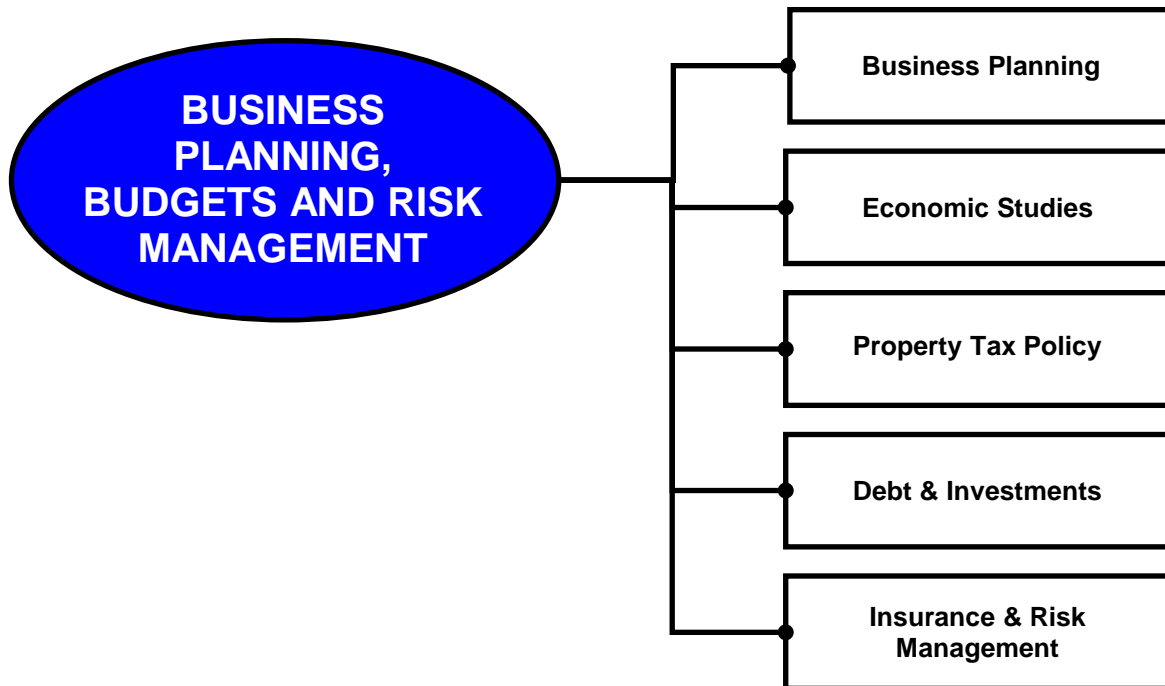 BUSINESS
PLANNING,
BUDGETS AND RISK
MANAGEMENT
Business Planning
Economic Studies
Property Tax Policy
Debt & Investments
Insurance & Risk
Management